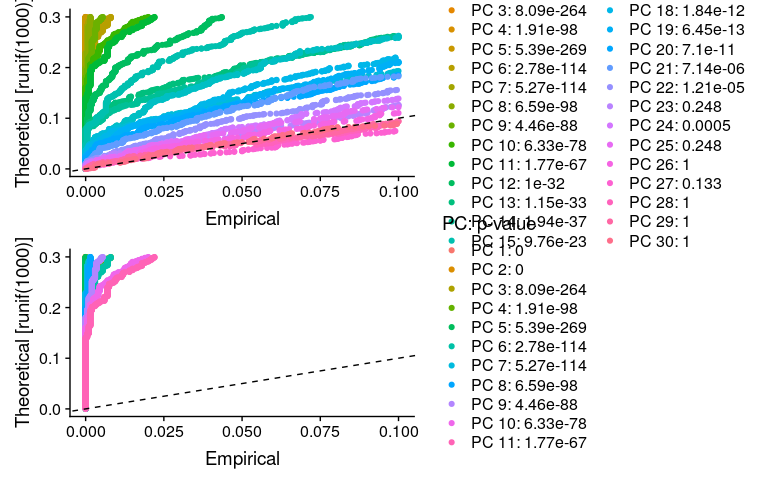 Theoretical [runif(1000)]
0.3
0.2
0.1
0.0
0.000 0.025 0.050 0.075 0.100
Empirical
PC 3: 8.09e-264
PC 4: 1.91e-98
PC 5: 5.39e-269
PC 6: 2.78e-114
PC 7: 5.27e-114
PC 8: 6.59e-98
PC 9: 4.46e-88
PC 10: 6.33e-78
PC 11: 1.77e-67
PC 12: 1e-32
PC 13: 1.15e-33
PC 14: 1.94e-37
PC 15: 9.76e-23
PC 18: 1.84e-12
PC 19: 6.45e-13
PC 20: 7.1e-11
PC 21: 7.14e-06
PC 22: 1.21e-05
PC 23: 0.248
PC 24: 0.0005
PC 25: 0.248
PC 26: 1
PC 27: 0.133
PC 28: 1
PC 29: 1
PC 30: 1
Theoretical [runif(1000)]
0.3
0.2
0.1
0.0
0.000 0.025 0.050 0.075 0.100
Empirical
PC: p-value
PC 1: 0
PC 2: 0
PC 3: 8.09e-264
PC 4: 1.91e-98
PC 5: 5.39e-269
PC 6: 2.78e-114
PC 7: 5.27e-114
PC 8: 6.59e-98
PC 9: 4.46e-88
PC 10: 6.33e-78
PC 11: 1.77e-67